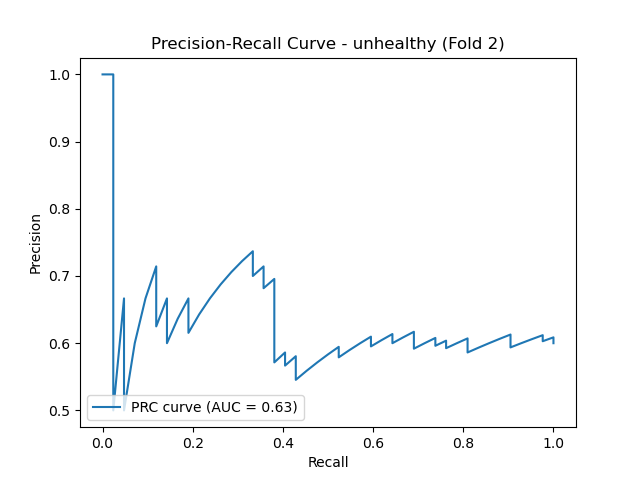 Precision-Recall Curve - unhealthy (Fold 2)
1.0
0.9
0.8
0.7
0.6
0.5
Precision
PRC curve (AUC = 0.63)
0.0 0.2 0.4 0.6 0.8 1.0
Recall